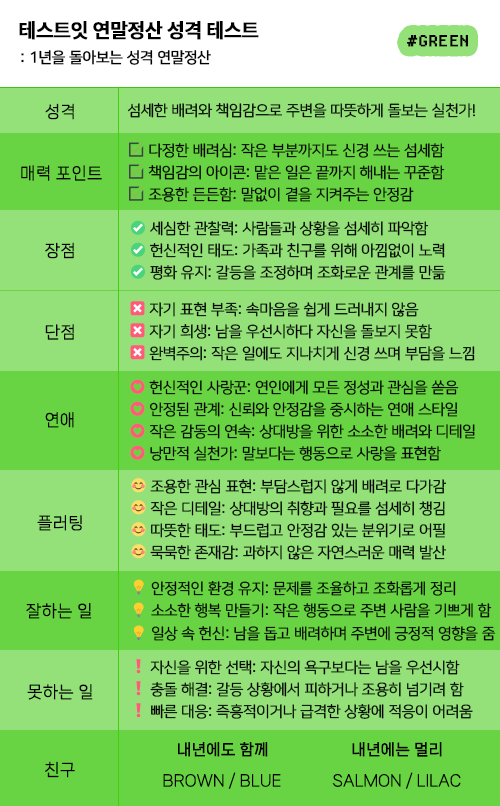 테스트잇 연말정산 성격 테스트
: 1년을 돌아보는 성격 연말정산
#GREEN
성격
섬세한 배려와 책임감으로 주변을 따뜻하게 돌보는 실천가!
매력 포인트
다정한 배려심: 작은 부분까지도 신경 쓰는 섬세함
책임감의 아이콘: 맡은 일은 끝까지 해내는 꾸준함
조용한 든든함: 말없이 곁을 지켜주는 안정감
장점
세심한 관찰력: 사람들과 상황을 섬세히 파악함
헌신적인 태도: 가족과 친구를 위해 아낌없이 노력
평화 유지: 갈등을 조정하며 조화로운 관계를 만듦
단점
자기 표현 부족: 속마음을 쉽게 드러내지 않음
자기 희생: 남을 우선시하다 자신을 돌보지 못함
완벽주의: 작은 일에도 지나치게 신경 쓰며 부담을 느낌
연애
헌신적인 사랑꾼: 연인에게 모든 정성과 관심을 쏟음
안정된 관계: 신뢰와 안정감을 중시하는 연애 스타일
작은 감동의 연속: 상대방을 위한 소소한 배려와 디테일
낭만적 실천가: 말보다는 행동으로 사랑을 표현함
플러팅
조용한 관심 표현: 부담스럽지 않게 배려로 다가감
작은 디테일: 상대방의 취향과 필요를 섬세히 챙김
따뜻한 태도: 부드럽고 안정감 있는 분위기로 어필
묵묵한 존재감: 과하지 않은 자연스러운 매력 발산
잘하는 일
안정적인 환경 유지: 문제를 조율하고 조화롭게 정리
소소한 행복 만들기: 작은 행동으로 주변 사람을 기쁘게 함
일상 속 헌신: 남을 돕고 배려하며 주변에 긍정적 영향을 줌
못하는 일
자신을 위한 선택: 자신의 욕구보다는 남을 우선시함
충돌 해결: 갈등 상황에서 피하거나 조용히 넘기려 함
빠른 대응: 즉흥적이거나 급격한 상황에 적응이 어려움
친구
내년에도 함께
BROWN / BLUE
내년에는 멀리
SALMON / LILAC